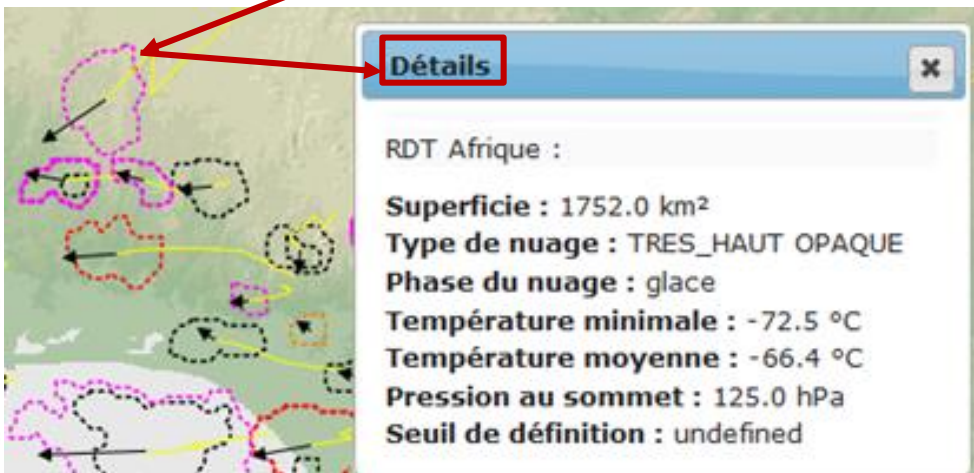 Détails
RDT Afrique :
Superficie : 1752.0 km²
Type de nuage : TRES_HAUT OPAQUE
Phase du nuage : glace
Température minimale : -72.5 °C
Température moyenne : -66.4 °C
Pression au sommet : 125.0 hPa
Seuil de définition : undefined